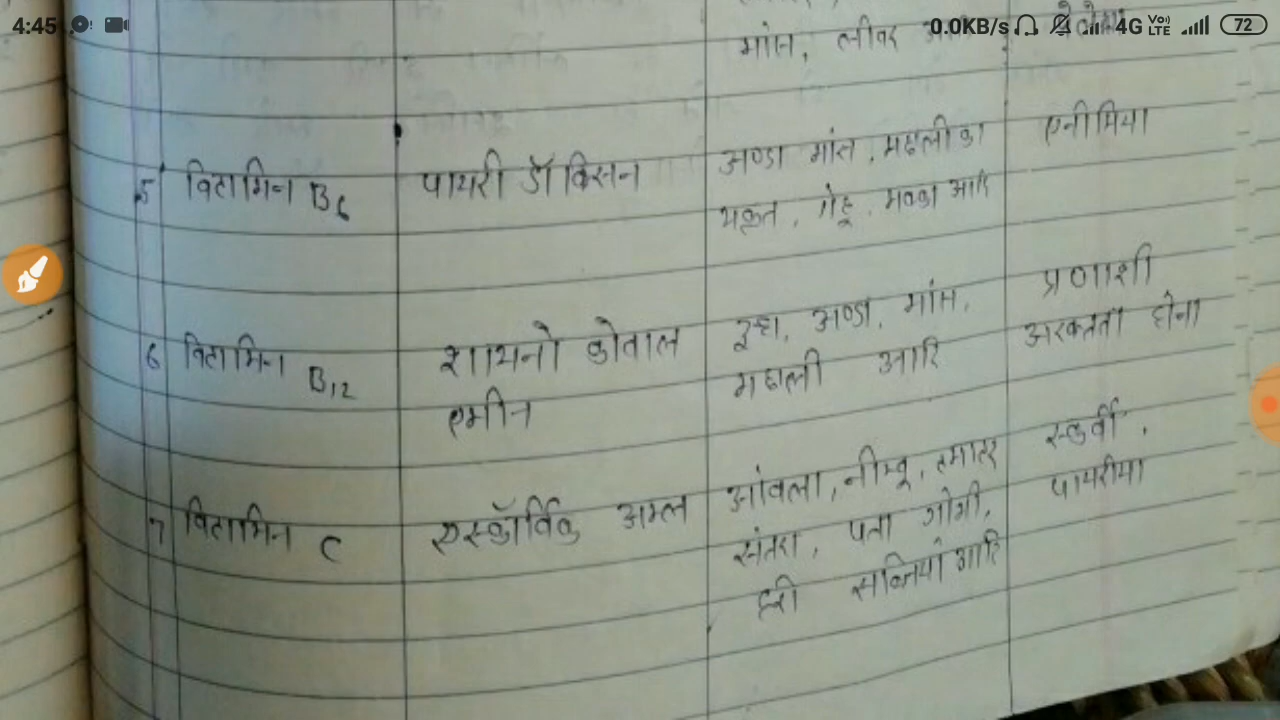 4:45 0.0KB/s 4G VoLTE 72
मांस, लीवर
5 विटामिन B6 पायरी डॉक्सिन अण्डा मांस, मछली का एनीमिया
यकृत, गेहू, मक्का आदि
6 विटामिन B12 शायनो कोवाल दूध, अण्डा, मांस, प्रणाशी
एमीन मछली आदि अरक्तता होना
7 विटामिन C एस्कॉर्विक अम्ल आंवला, नीम्बू, टमाटर स्कुर्वी,
संतरा, पता गोभी, पायरीया
हरी सब्जियां आदि